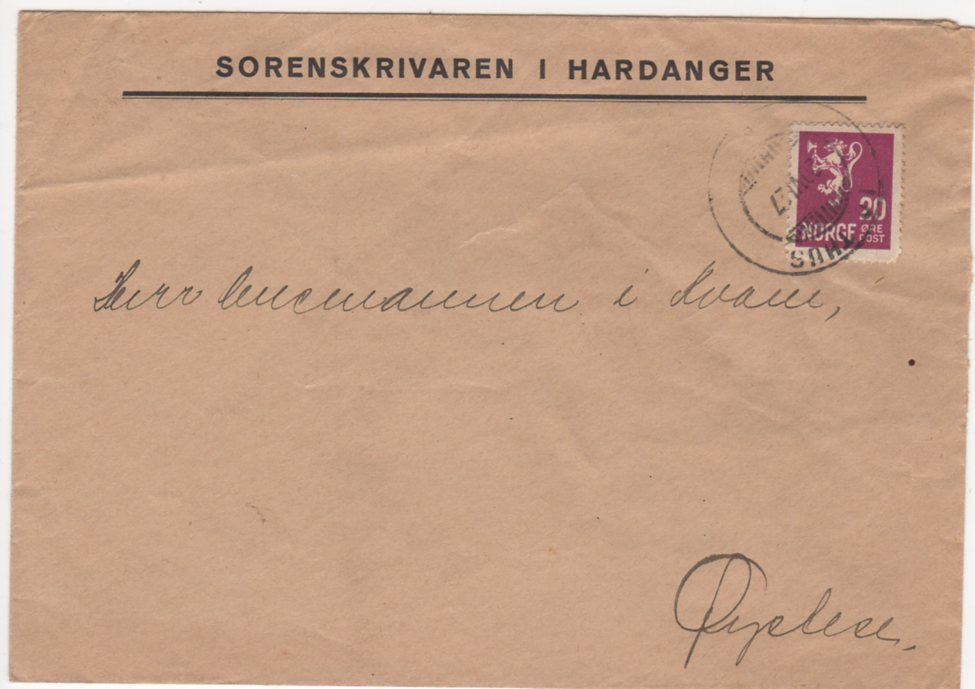 SORENSKRIVAREN I HARDANGER
20
NORGE ØRE
POST
Herr Lensmannen i Kvam,
Øystese.